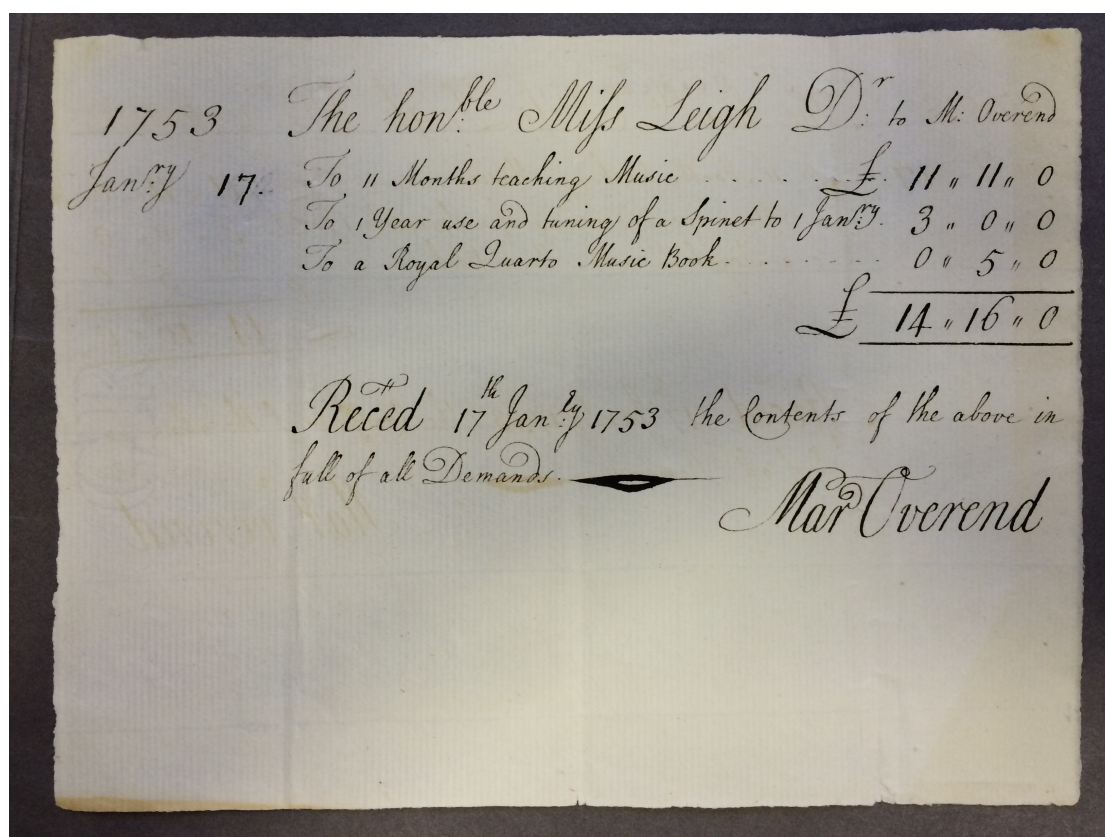 1753 The hon:ble Miſs Leigh D:r to M: Overend
Jan:ry 17. To 11 Months teaching Music . . . . . . . . £ 11 " 11 " 0
To 1 Year use and tuning of a Spinet to 1 Jan:ry. 3 " 0 " 0
To a Royal Quarto Music Book . . . . . . . . . 0 " 5 " 0
£ 14 " 16 " 0
Reced 17th Jan:ly 1753 the Contents of the above in
full of all Demands.
Mar Overend